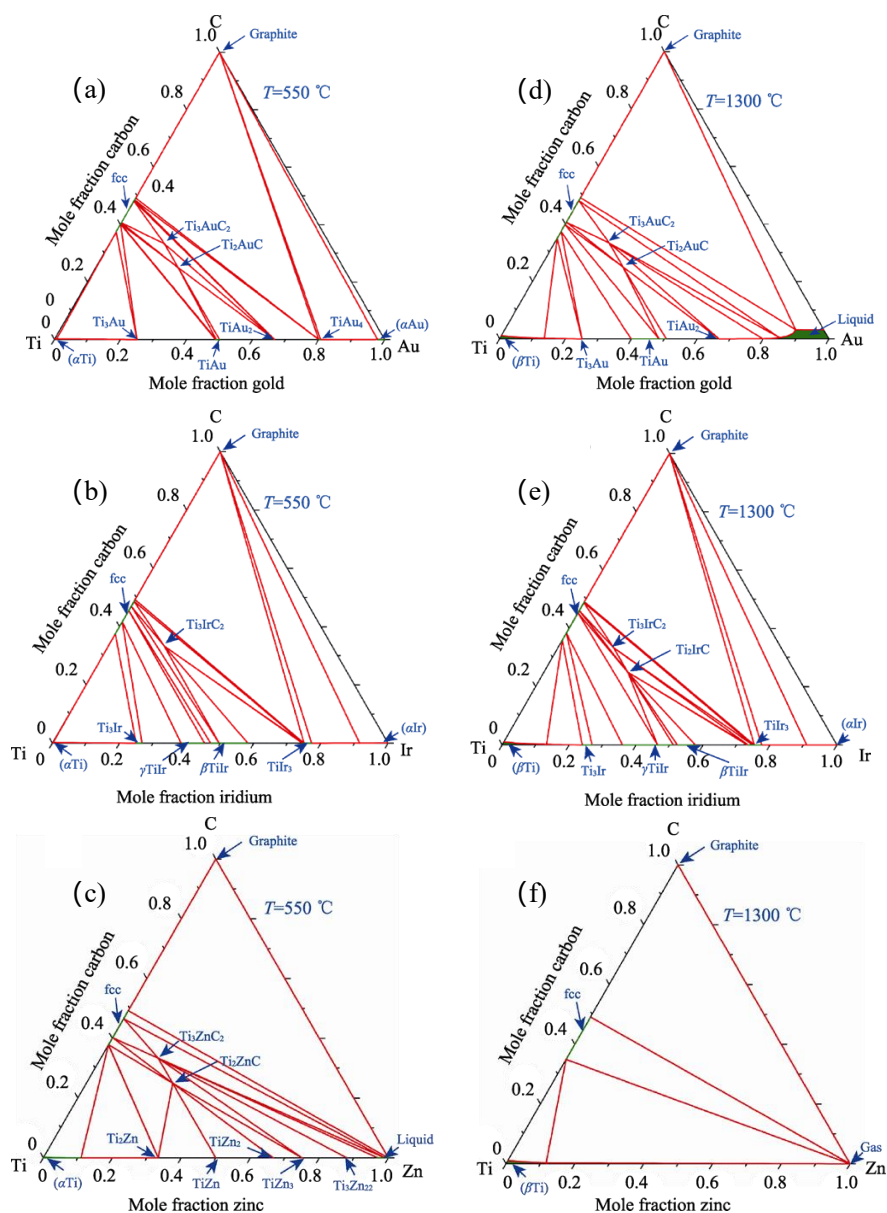 (a)
C
1.0
Graphite
T=550 ℃
0.8
Mole fraction carbon
0.6
fcc
0.4
0.4
Ti₃AuC₂
Ti₂AuC
0.2
0
0
Ti₃Au
TiAu₂
TiAu₄
(αAu)
Ti
(αTi)
0.2
0.4
TiAu
0.6
0.8
1.0
Au
Mole fraction gold
(d)
C
1.0
Graphite
T=1300 ℃
0.8
Mole fraction carbon
0.6
fcc
0.4
Ti₃AuC₂
Ti₂AuC
0.2
0
TiAu₂
Liquid
Ti
0
(βTi)
0.2
Ti₃Au
0.4
TiAu
0.6
0.8
1.0
Au
Mole fraction gold
(b)
C
1.0
Graphite
T=550 ℃
0.8
Mole fraction carbon
0.6
fcc
0.4
Ti₃IrC₂
0.2
0
Ti₃Ir
(αIr)
Ti
0
(αTi)
0.2
γTiIr
0.4
βTiIr
0.6
TiIr₃
0.8
1.0
Ir
Mole fraction iridium
(e)
C
1.0
Graphite
T=1300 ℃
0.8
Mole fraction carbon
0.6
fcc
0.4
Ti₃IrC₂
Ti₂IrC
0.2
0
TiIr₃
(αIr)
Ti
0
(βTi)
0.2
Ti₃Ir
0.4
γTiIr
0.6
βTiIr
0.8
1.0
Ir
Mole fraction iridium
(c)
C
1.0
Graphite
T=550 ℃
0.8
Mole fraction carbon
0.6
fcc
0.4
Ti₃ZnC₂
Ti₂ZnC
0.2
0
Ti₂Zn
TiZn₂
Liquid
Ti
0
(αTi)
0.2
0.4
TiZn
0.6
TiZn₃
0.8
Ti₃Zn₂₂
1.0
Zn
Mole fraction zinc
(f)
C
1.0
Graphite
T=1300 ℃
0.8
Mole fraction carbon
0.6
fcc
0.4
0.2
0
Gas
Ti
0
(βTi)
0.2
0.4
0.6
0.8
1.0
Zn
Mole fraction zinc